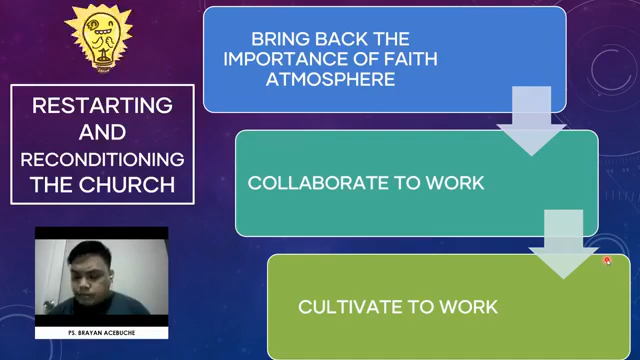 RESTARTING
AND
RECONDITIONING
THE CHURCH
BRING BACK THE
IMPORTANCE OF FAITH
ATMOSPHERE
COLLABORATE TO WORK
CULTIVATE TO WORK
PS. BRAYAN ACEBUCHE